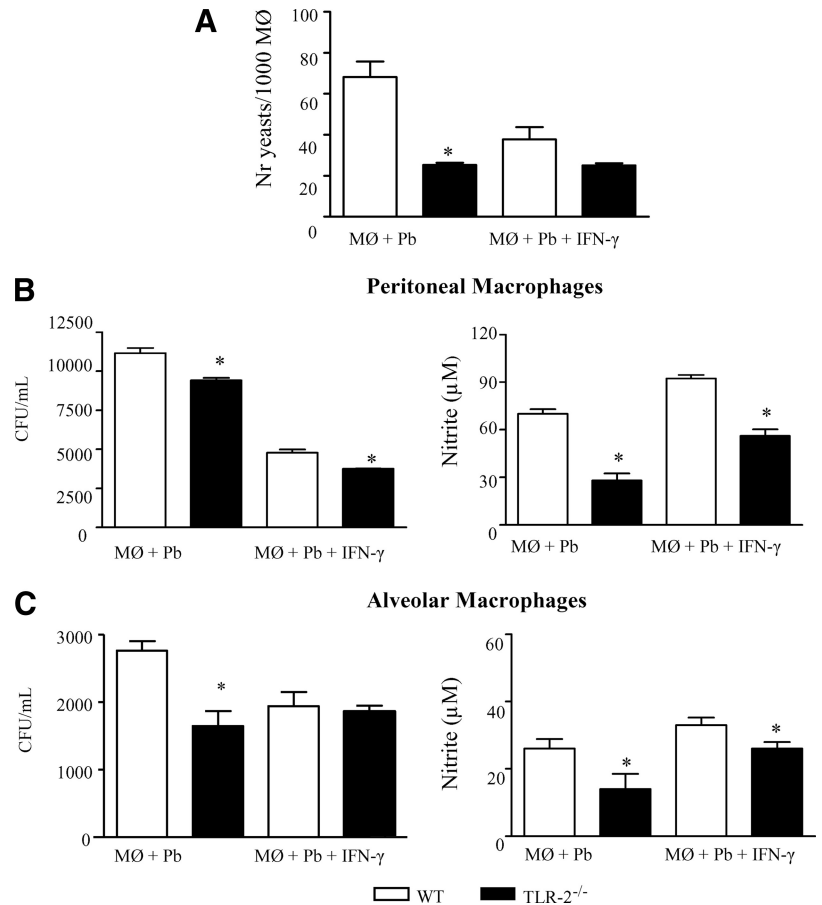 A
Nr yeasts/1000 MØ
100
80
60
40
20
0
*
MØ + Pb
MØ + Pb + IFN-γ
B
Peritoneal Macrophages
CFU/mL
12500
10000
7500
5000
2500
0
*
*
MØ + Pb
MØ + Pb + IFN-γ
Nitrite (μM)
120
90
60
30
0
*
*
MØ + Pb
MØ + Pb + IFN-γ
C
Alveolar Macrophages
CFU/mL
3000
2000
1000
0
*
MØ + Pb
MØ + Pb + IFN-γ
Nitrite (μM)
60
40
20
0
*
*
MØ + Pb
MØ + Pb + IFN-γ
WT
TLR-2-/-